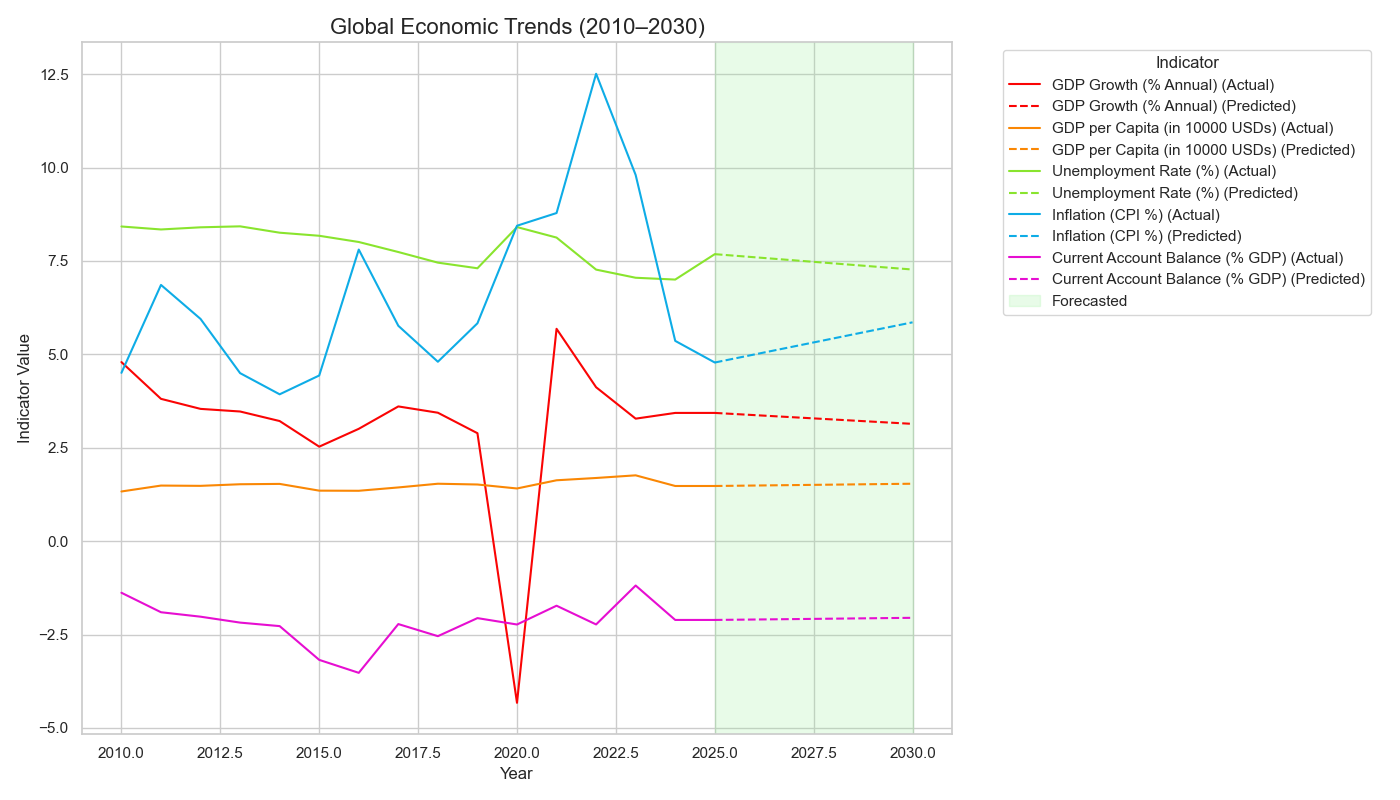 Global Economic Trends (2010–2030)
Indicator
GDP Growth (% Annual) (Actual)
GDP Growth (% Annual) (Predicted)
GDP per Capita (in 10000 USDs) (Actual)
GDP per Capita (in 10000 USDs) (Predicted)
Unemployment Rate (%) (Actual)
Unemployment Rate (%) (Predicted)
Inflation (CPI %) (Actual)
Inflation (CPI %) (Predicted)
Current Account Balance (% GDP) (Actual)
Current Account Balance (% GDP) (Predicted)
Forecasted
Indicator Value
12.5
10.0
7.5
5.0
2.5
0.0
−2.5
−5.0
2010.0 2012.5 2015.0 2017.5 2020.0 2022.5 2025.0 2027.5 2030.0
Year